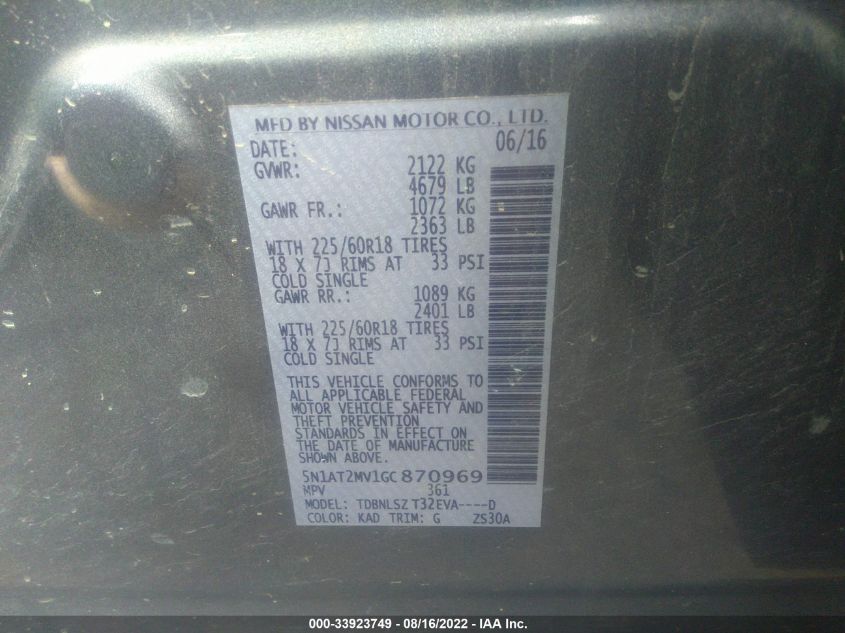 MFD BY NISSAN MOTOR CO., LTD.
DATE: 06/16
GVWR: 2122 KG
4679 LB
GAWR FR.: 1072 KG
2363 LB
WITH 225/60R18 TIRES
18 X 7J RIMS AT 33 PSI
COLD SINGLE
GAWR RR.: 1089 KG
2401 LB
WITH 225/60R18 TIRES
18 X 7J RIMS AT 33 PSI
COLD SINGLE
THIS VEHICLE CONFORMS TO
ALL APPLICABLE FEDERAL
MOTOR VEHICLE SAFETY AND
THEFT PREVENTION
STANDARDS IN EFFECT ON
THE DATE OF MANUFACTURE
SHOWN ABOVE.
5N1AT2MV1GC870969
MPV 361
MODEL: TDBNLSZ T32EVA----D
COLOR: KAD TRIM: G ZS30A
000-33923749 - 08/16/2022 - IAA Inc.